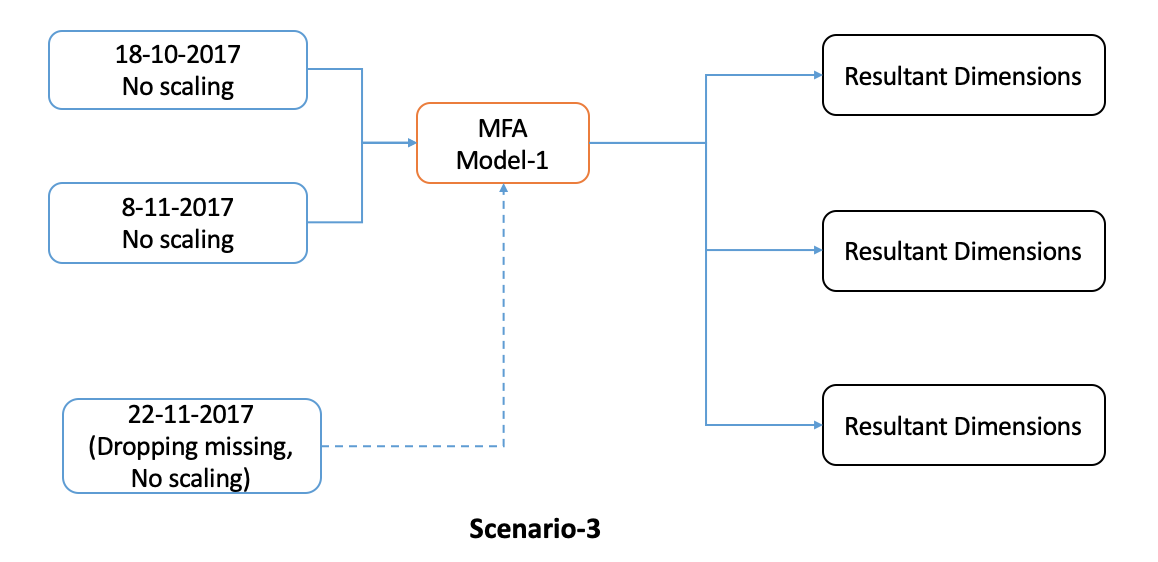 18-10-2017
No scaling
8-11-2017
No scaling
22-11-2017
(Dropping missing,
No scaling)
MFA
Model-1
Resultant Dimensions
Resultant Dimensions
Resultant Dimensions
Scenario-3